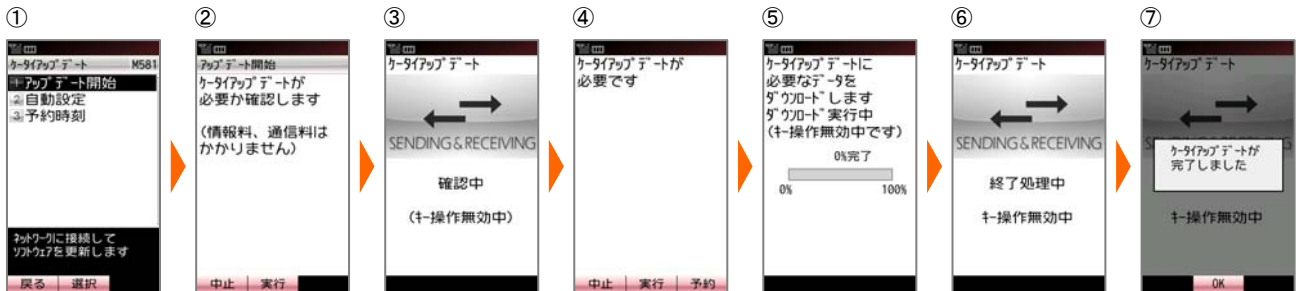 ①
ケータイアップデート M581
1 アップデート開始
2 自動設定
3 予約時刻
ネットワークに接続して
ソフトウェアを更新します
戻る 選択
②
アップデート開始
ケータイアップデートが
必要か確認します
(情報料、通信料は
かかりません)
中止 実行
③
ケータイアップデート
SENDING & RECEIVING
確認中
(キー操作無効中)
④
ケータイアップデートが
必要です
中止 実行 予約
⑤
ケータイアップデートに
必要なデータを
ダウンロードします
ダウンロード実行中
(キー操作無効中です)
0%完了
0% 100%
⑥
ケータイアップデート
SENDING & RECEIVING
終了処理中
キー操作無効中
⑦
ケータイアップデート
ケータイアップデートが
完了しました
キー操作無効中
OK